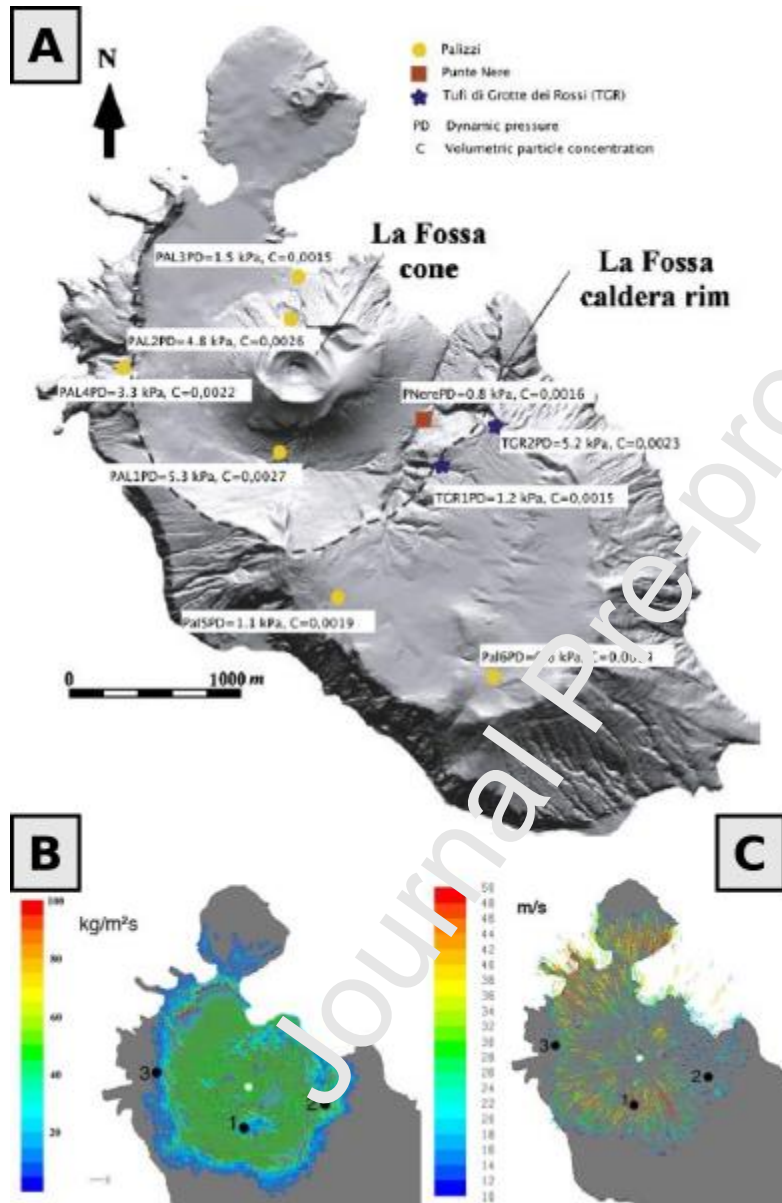 A
N
Palizzi
Punte Nere
Tufi di Grotte dei Rossi (TGR)
PD Dynamic pressure
C Volumetric particle concentration
La Fossa
cone
La Fossa
caldera rim
PAL3PD=1.5 kPa, C=0,0015
PAL2PD=4.8 kPa, C=0,0026
PAL4PD=3.3 kPa, C=0,0022
PNerePD=0.8 kPa, C=0,0016
TGR2PD=5.2 kPa, C=0,0023
PAL1PD=5.3 kPa, C=0,0027
TGR1PD=1.2 kPa, C=0,0015
Pal5PD=1.1 kPa, C=0,0019
kPa,
0 1000 m
Journal Pre-pro
B
100
80
60
40
20
kg/m²s
3
1
2
C
50
48
46
44
42
40
38
36
34
32
30
28
26
24
22
20
18
16
14
12
10
m/s
3
1
2